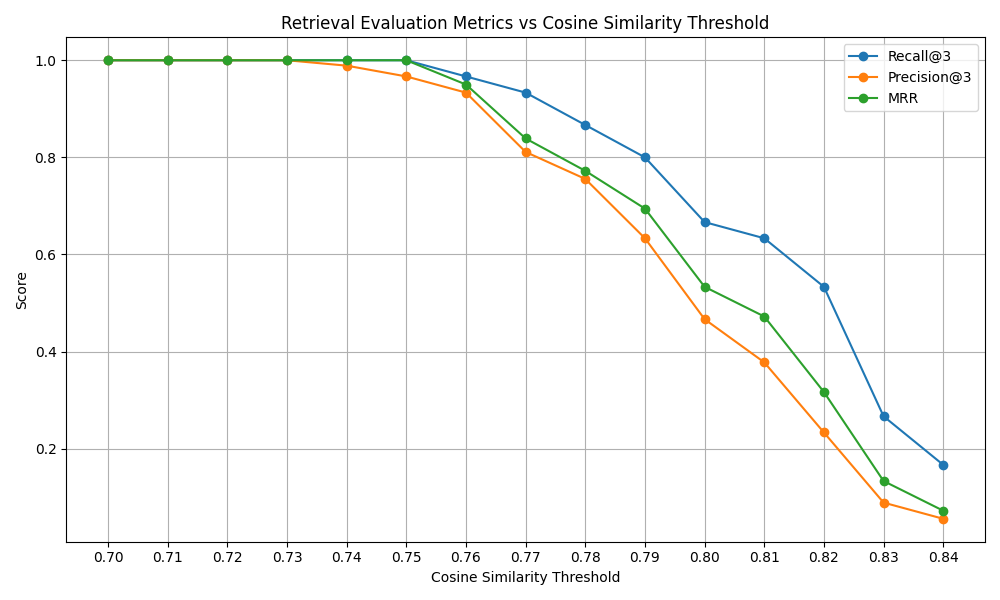 Retrieval Evaluation Metrics vs Cosine Similarity Threshold
Recall@3
Precision@3
MRR
Score
1.0
0.8
0.6
0.4
0.2
0.70 0.71 0.72 0.73 0.74 0.75 0.76 0.77 0.78 0.79 0.80 0.81 0.82 0.83 0.84
Cosine Similarity Threshold